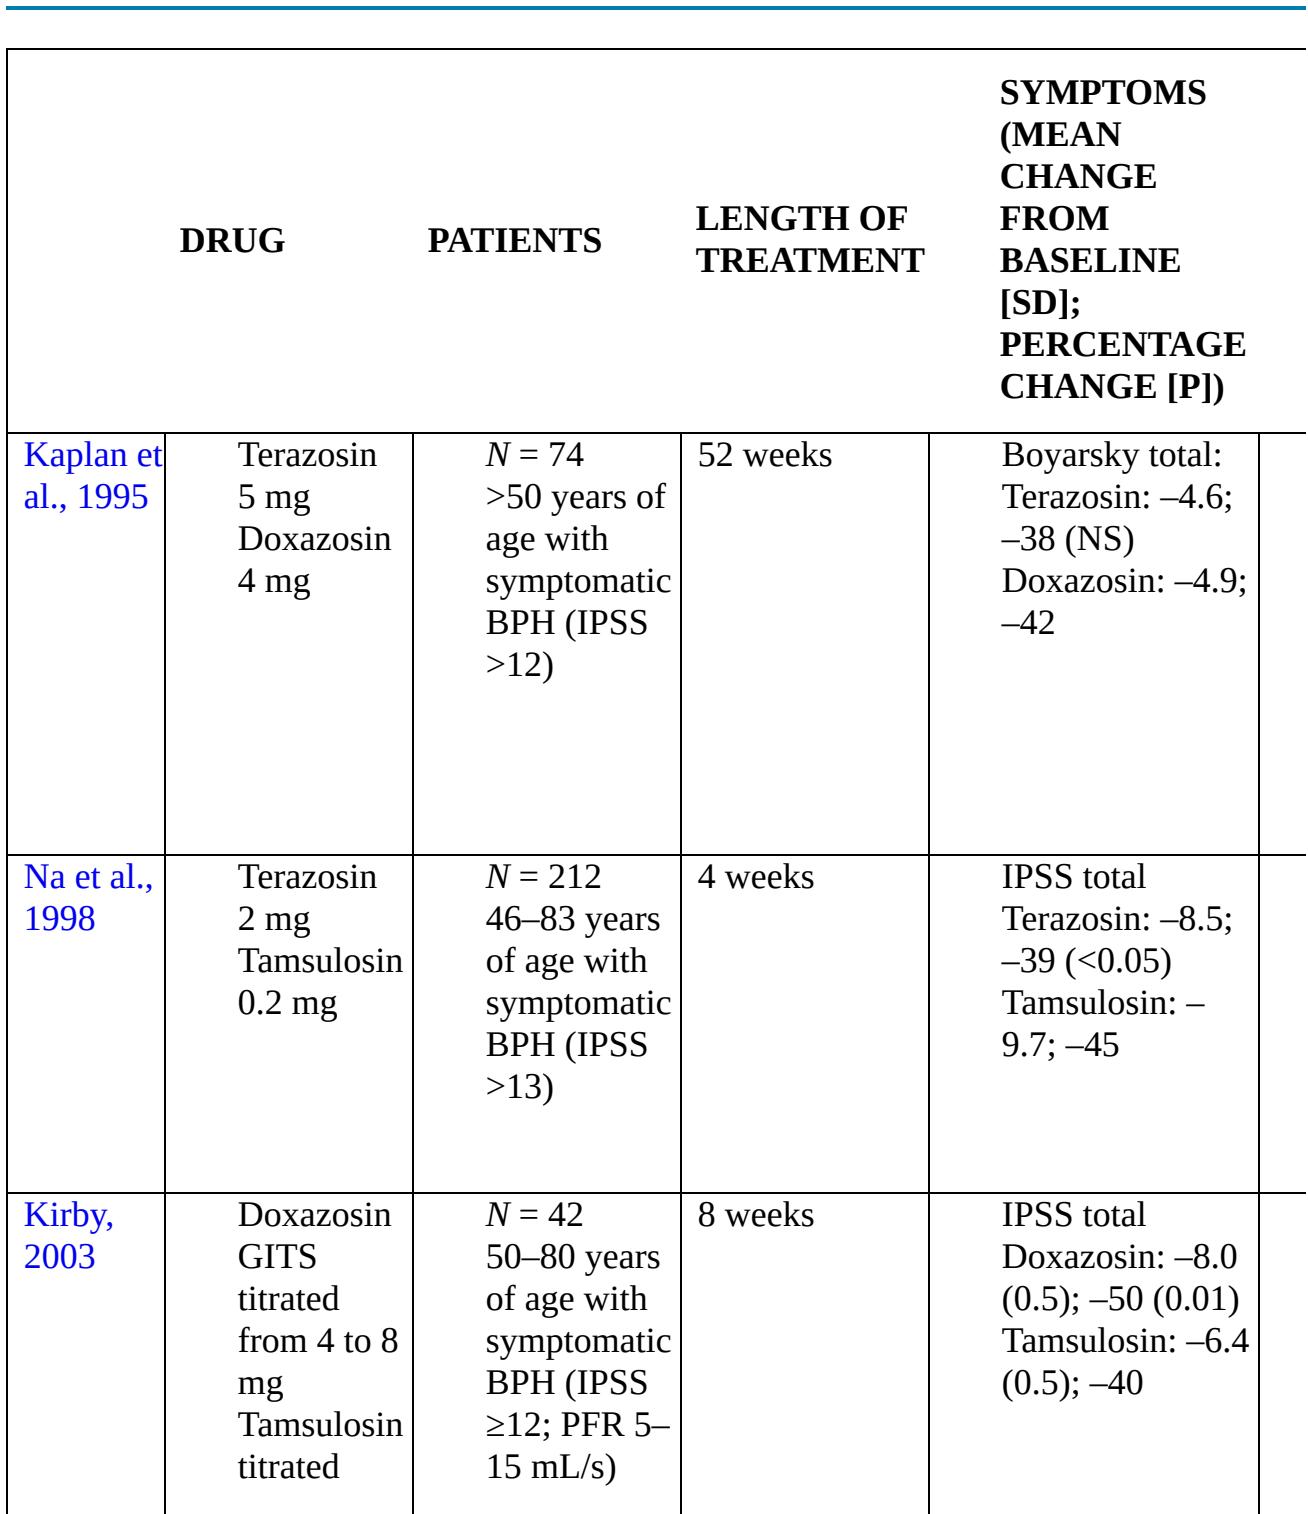 DRUG
PATIENTS
LENGTH OF
TREATMENT
SYMPTOMS
(MEAN
CHANGE
FROM
BASELINE
[SD];
PERCENTAGE
CHANGE [P])
Kaplan et
al., 1995
Terazosin
5 mg
Doxazosin
4 mg
N = 74
>50 years of
age with
symptomatic
BPH (IPSS
>12)
52 weeks
Boyarsky total:
Terazosin: –4.6;
–38 (NS)
Doxazosin: –4.9;
–42
Na et al.,
1998
Terazosin
2 mg
Tamsulosin
0.2 mg
N = 212
46–83 years
of age with
symptomatic
BPH (IPSS
>13)
4 weeks
IPSS total
Terazosin: –8.5;
–39 (<0.05)
Tamsulosin: –
9.7; –45
Kirby,
2003
Doxazosin
GITS
titrated
from 4 to 8
mg
Tamsulosin
titrated
N = 42
50–80 years
of age with
symptomatic
BPH (IPSS
≥12; PFR 5–
15 mL/s)
8 weeks
IPSS total
Doxazosin: –8.0
(0.5); –50 (0.01)
Tamsulosin: –6.4
(0.5); –40